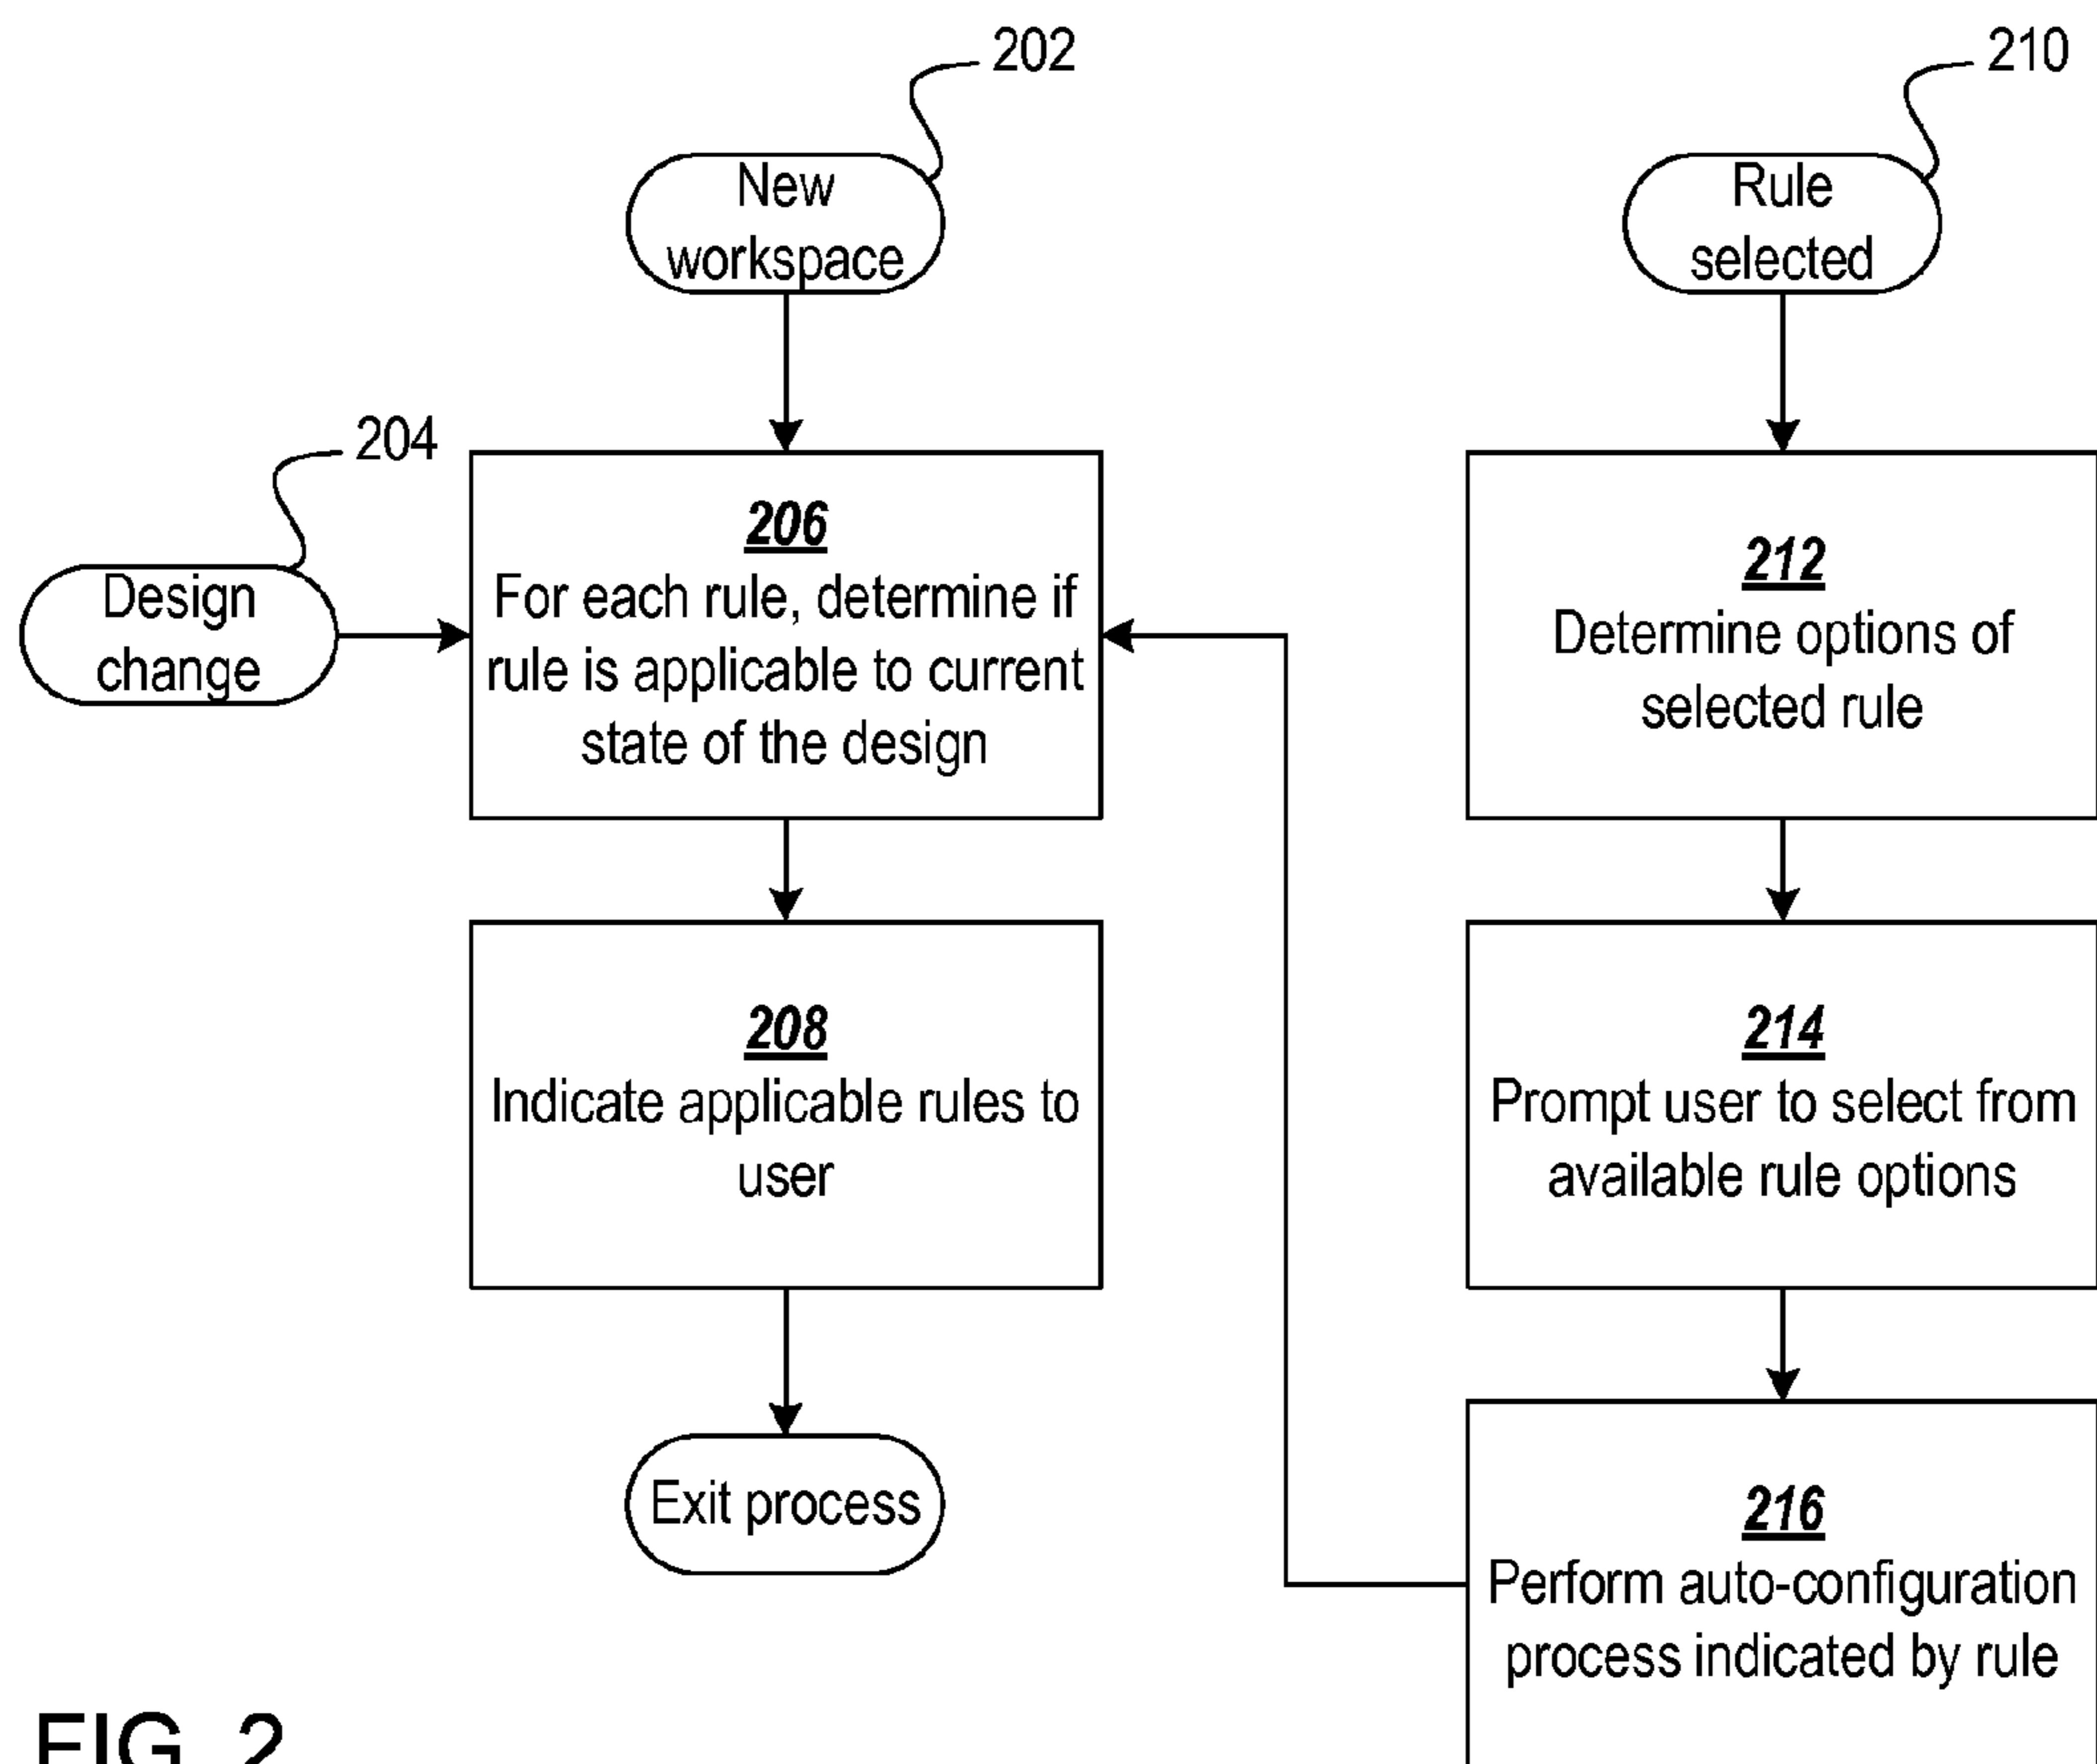 202
New
workspace
204
Design
change
206
For each rule, determine if
rule is applicable to current
state of the design
208
Indicate applicable rules to
user
Exit process
210
Rule
selected
212
Determine options of
selected rule
214
Prompt user to select from
available rule options
216
Perform auto-configuration
process indicated by rule
FIG. 2